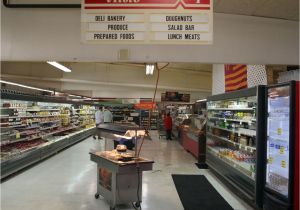 DELI BAKERY
DOUGHNUTS
PRODUCE
SALAD BAR
PREPARED FOODS
LUNCH MEATS